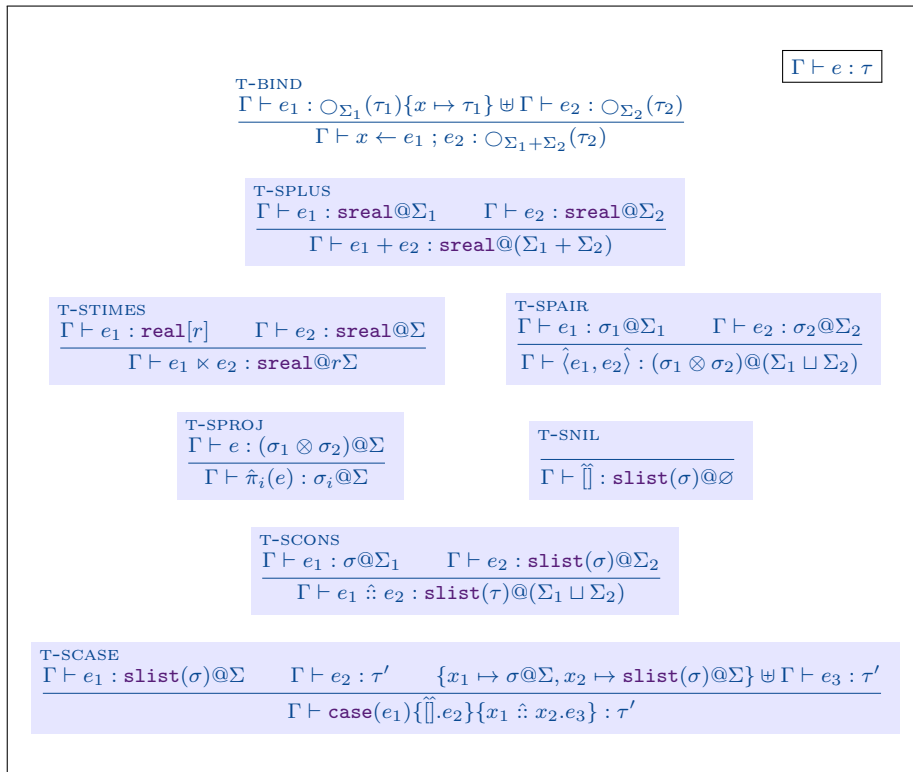 Γ ⊢ e : τ
T-BIND
Γ ⊢ e₁ : ◯_Σ₁(τ₁){x ↦ τ₁} ⊎ Γ ⊢ e₂ : ◯_Σ₂(τ₂)
Γ ⊢ x ← e₁ ; e₂ : ◯_Σ₁+Σ₂(τ₂)
T-SPLUS
Γ ⊢ e₁ : sreal@Σ₁ Γ ⊢ e₂ : sreal@Σ₂
Γ ⊢ e₁ + e₂ : sreal@(Σ₁ + Σ₂)
T-STIMES
Γ ⊢ e₁ : real[r] Γ ⊢ e₂ : sreal@Σ
Γ ⊢ e₁ ⋉ e₂ : sreal@rΣ
T-SPAIR
Γ ⊢ e₁ : σ₁@Σ₁ Γ ⊢ e₂ : σ₂@Σ₂
Γ ⊢ ⟨̂e₁, e₂⟩̂ : (σ₁ ⊗ σ₂)@(Σ₁ ⊔ Σ₂)
T-SPROJ
Γ ⊢ e : (σ₁ ⊗ σ₂)@Σ
Γ ⊢ π̂ᵢ(e) : σᵢ@Σ
T-SNIL
Γ ⊢ [̂]̂ : slist(σ)@∅
T-SCONS
Γ ⊢ e₁ : σ@Σ₁ Γ ⊢ e₂ : slist(σ)@Σ₂
Γ ⊢ e₁ ::̂ e₂ : slist(τ)@(Σ₁ ⊔ Σ₂)
T-SCASE
Γ ⊢ e₁ : slist(σ)@Σ Γ ⊢ e₂ : τ′ {x₁ ↦ σ@Σ, x₂ ↦ slist(σ)@Σ} ⊎ Γ ⊢ e₃ : τ′
Γ ⊢ case(e₁){[̂]̂.e₂}{x₁ ::̂ x₂.e₃} : τ′